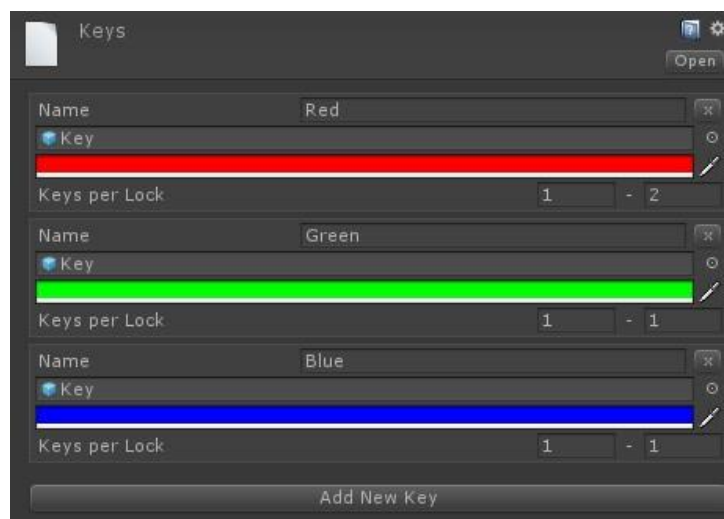 Keys
Open
Name Red x
Key
Keys per Lock 1 - 2
Name Green x
Key
Keys per Lock 1 - 1
Name Blue x
Key
Keys per Lock 1 - 1
Add New Key